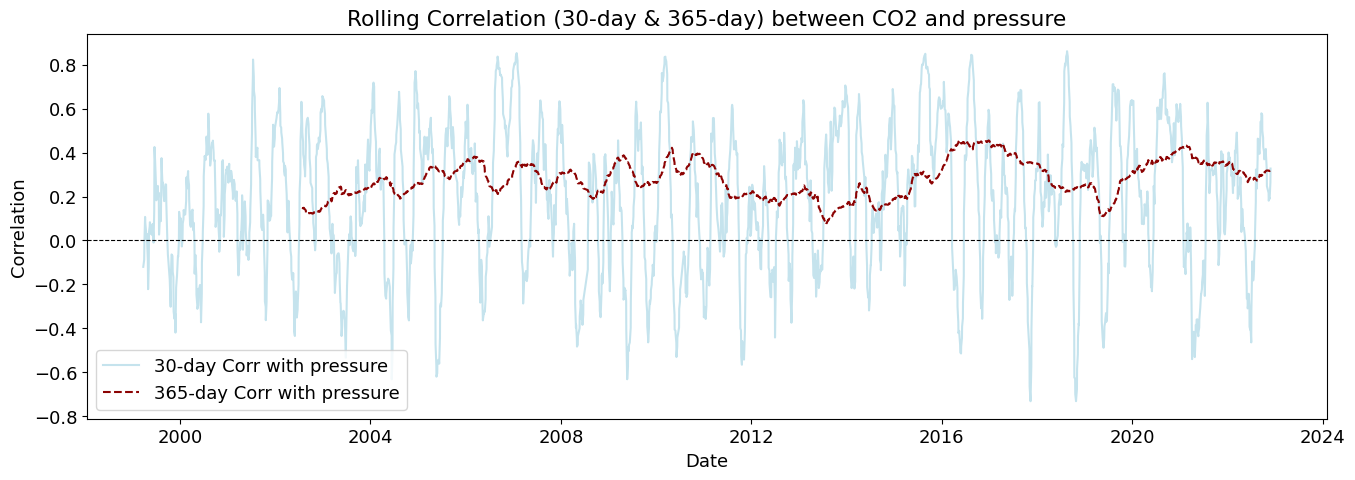 Rolling Correlation (30-day & 365-day) between CO2 and pressure
Correlation
0.8
0.6
0.4
0.2
0.0
−0.2
−0.4
−0.6
−0.8
30-day Corr with pressure
365-day Corr with pressure
2000 2004 2008 2012 2016 2020 2024
Date